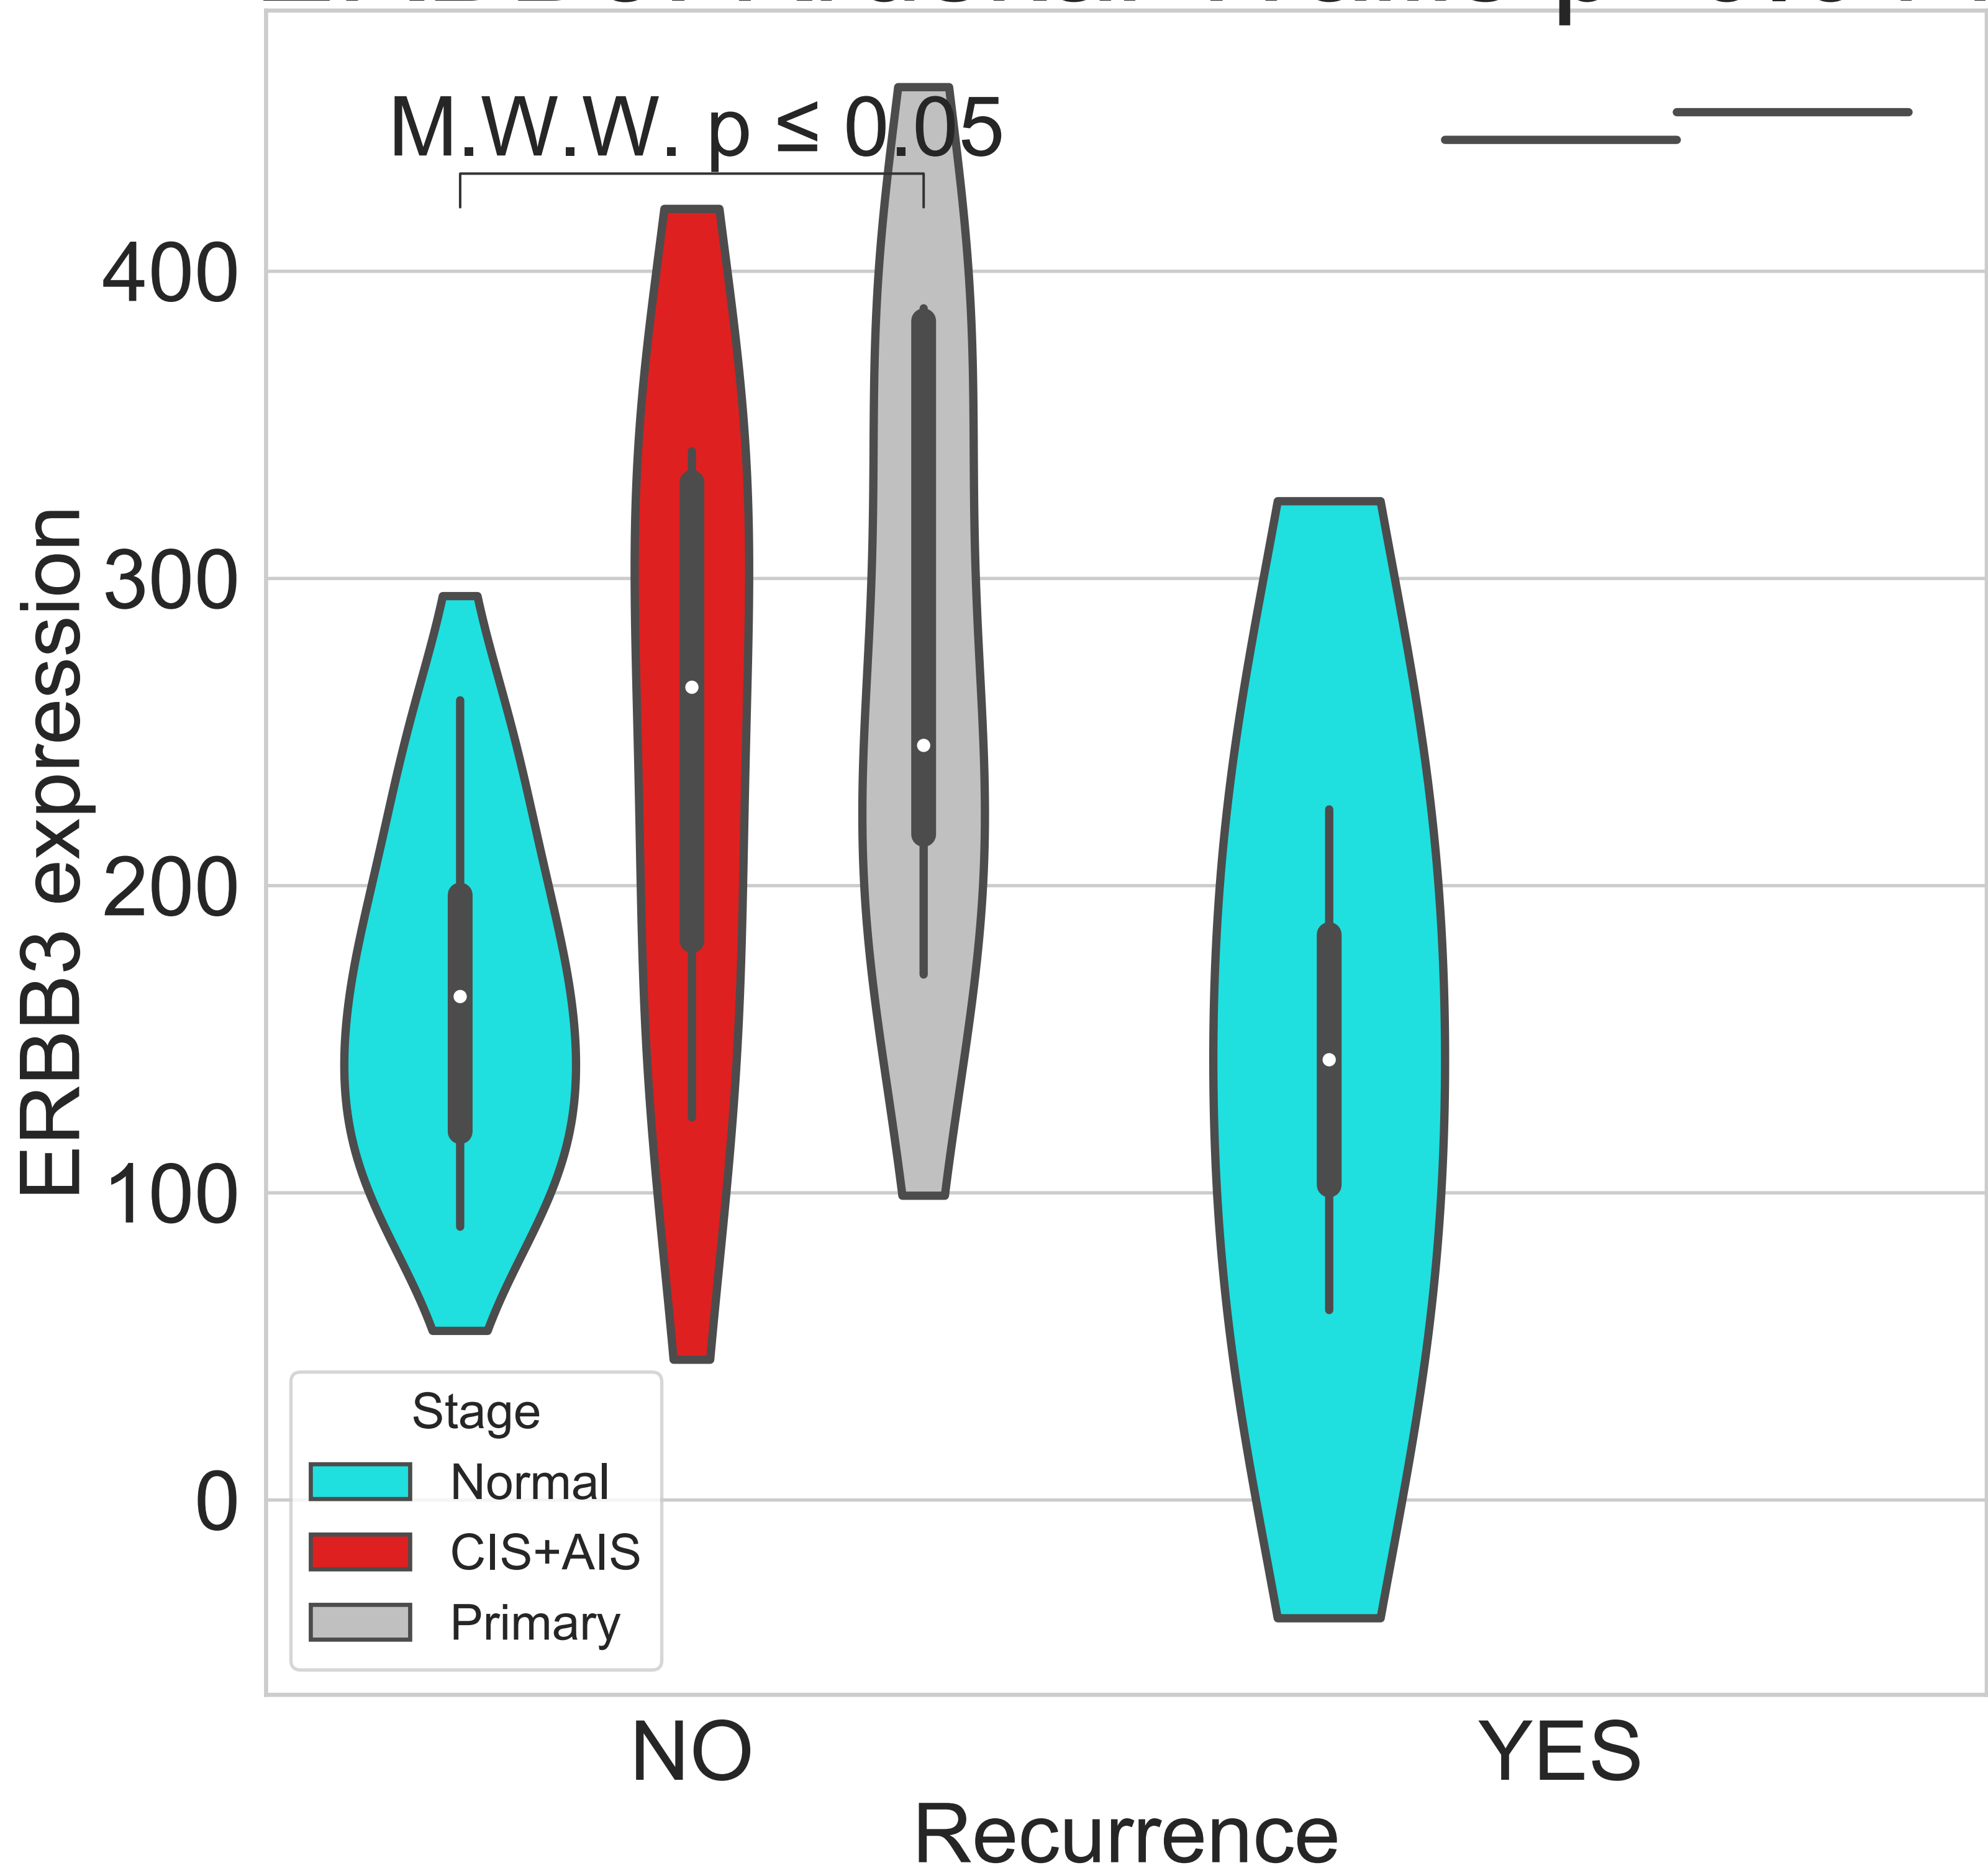 M.W.W. p ≤ 0.05
400
300
200
100
0
ERBB3 expression
Stage
Normal
CIS+AIS
Primary
NO
YES
Recurrence